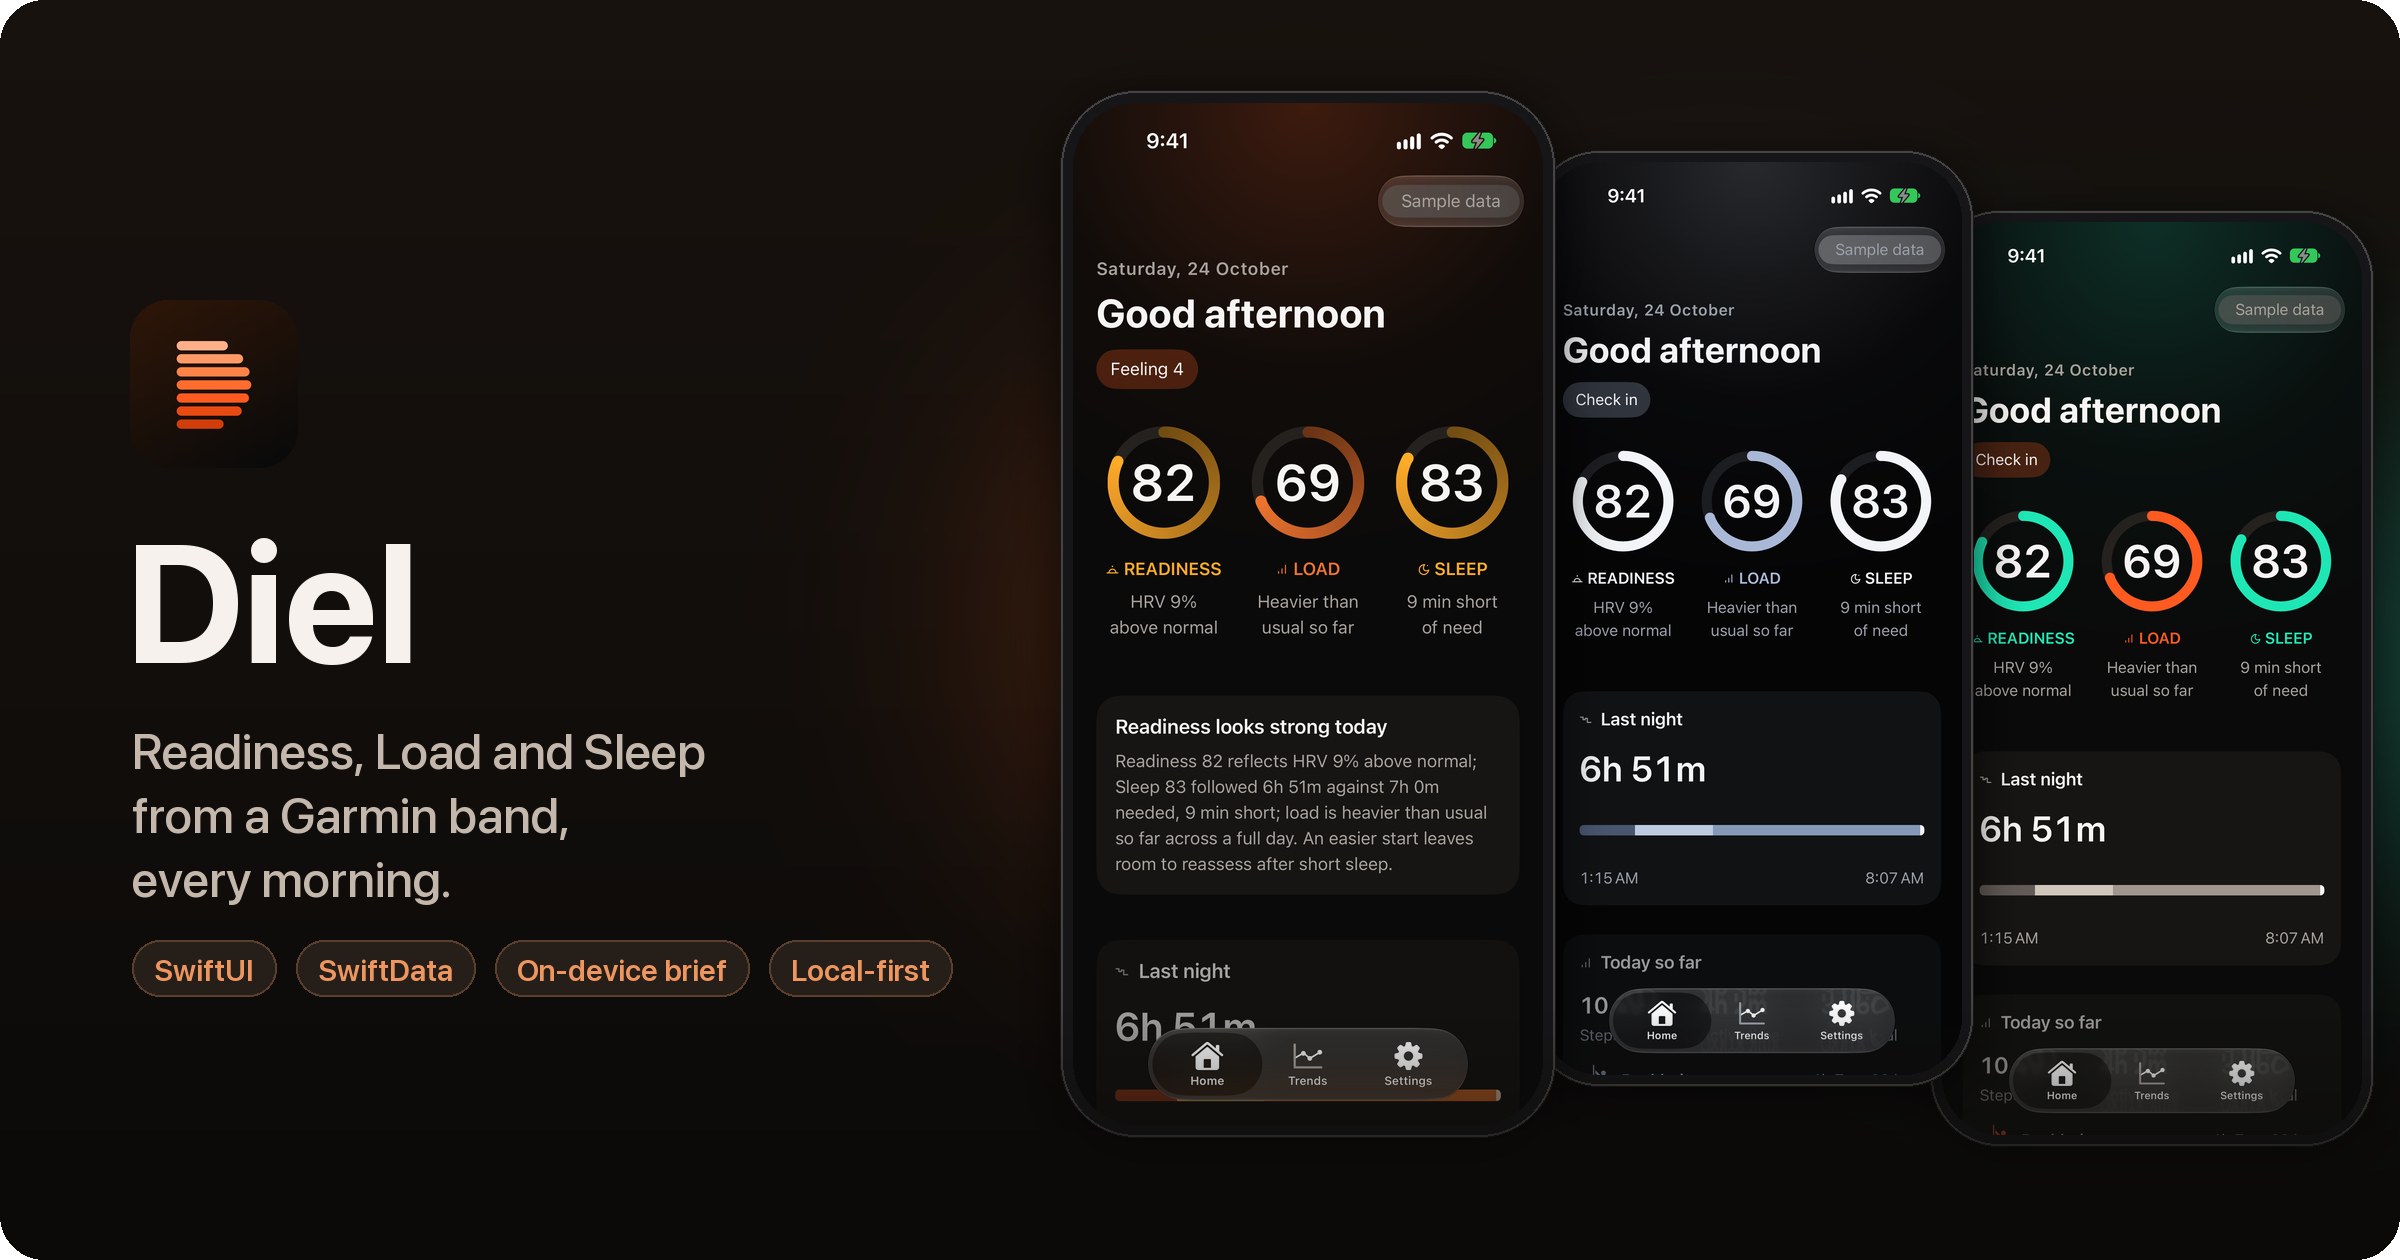 Diel
Readiness, Load and Sleep
from a Garmin band,
every morning.
SwiftUI
SwiftData
On-device brief
Local-first
9:41
Sample data
Saturday, 24 October
Good afternoon
Feeling 4
82
69
83
READINESS
LOAD
SLEEP
HRV 9%
above normal
Heavier than
usual so far
9 min short
of need
Readiness looks strong today
Readiness 82 reflects HRV 9% above normal;
Sleep 83 followed 6h 51m against 7h 0m
needed, 9 min short; load is heavier than usual
so far across a full day. An easier start leaves
room to reassess after short sleep.
Last night
6h 51m
Home
Trends
Settings
9:41
Sample data
Saturday, 24 October
Good afternoon
Check in
82
69
83
READINESS
LOAD
SLEEP
HRV 9%
above normal
Heavier than
usual so far
9 min short
of need
Last night
6h 51m
1:15 AM
8:07 AM
Today so far
10
Step
Home
Trends
Settings
9:41
Sample data
aturday, 24 October
Good afternoon
Check in
82
69
83
READINESS
LOAD
SLEEP
HRV 9%
above normal
Heavier than
usual so far
9 min short
of need
Last night
6h 51m
1:15 AM
8:07 AM
Today so far
10
Step
Home
Trends
Settings